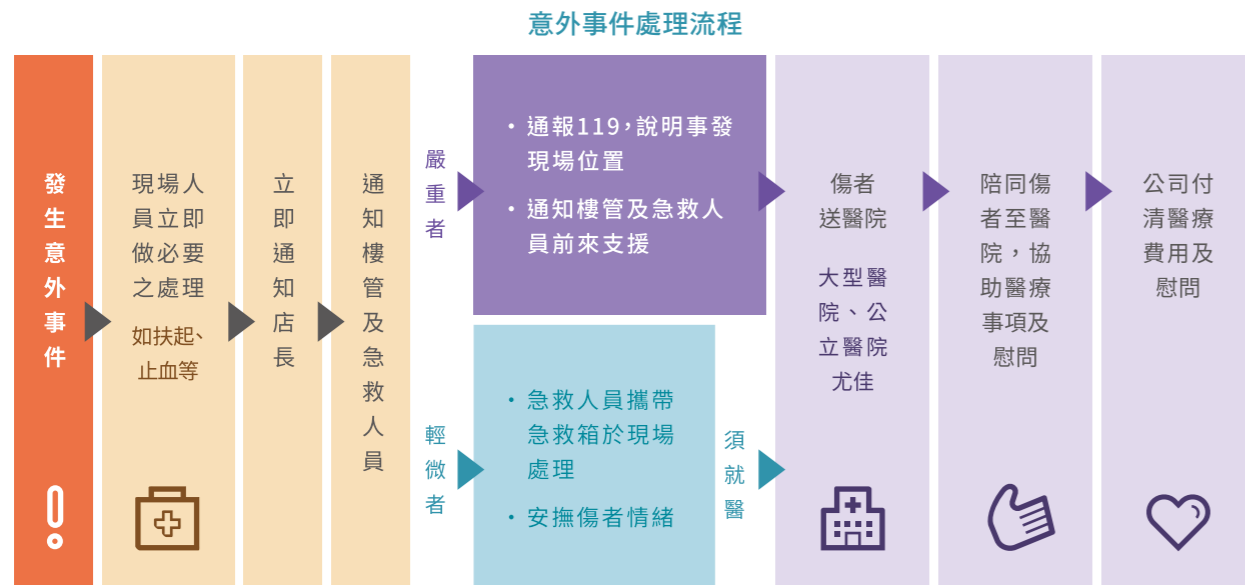 意外事件處理流程
發生意外事件
現場人
員立即
做必要
之處理
如扶起、
止血等
立即通知店長
通知樓管及急救人員
嚴重者
・通報119，說明事發
現場位置
・通知樓管及急救人
員前來支援
輕微者
・急救人員攜帶
急救箱於現場
處理
・安撫傷者情緒
須就醫
傷者
送醫院
大型醫
院、公
立醫院
尤佳
陪同傷
者至醫
院，協
助醫療
事項及
慰問
公司付
清醫療
費用及
慰問